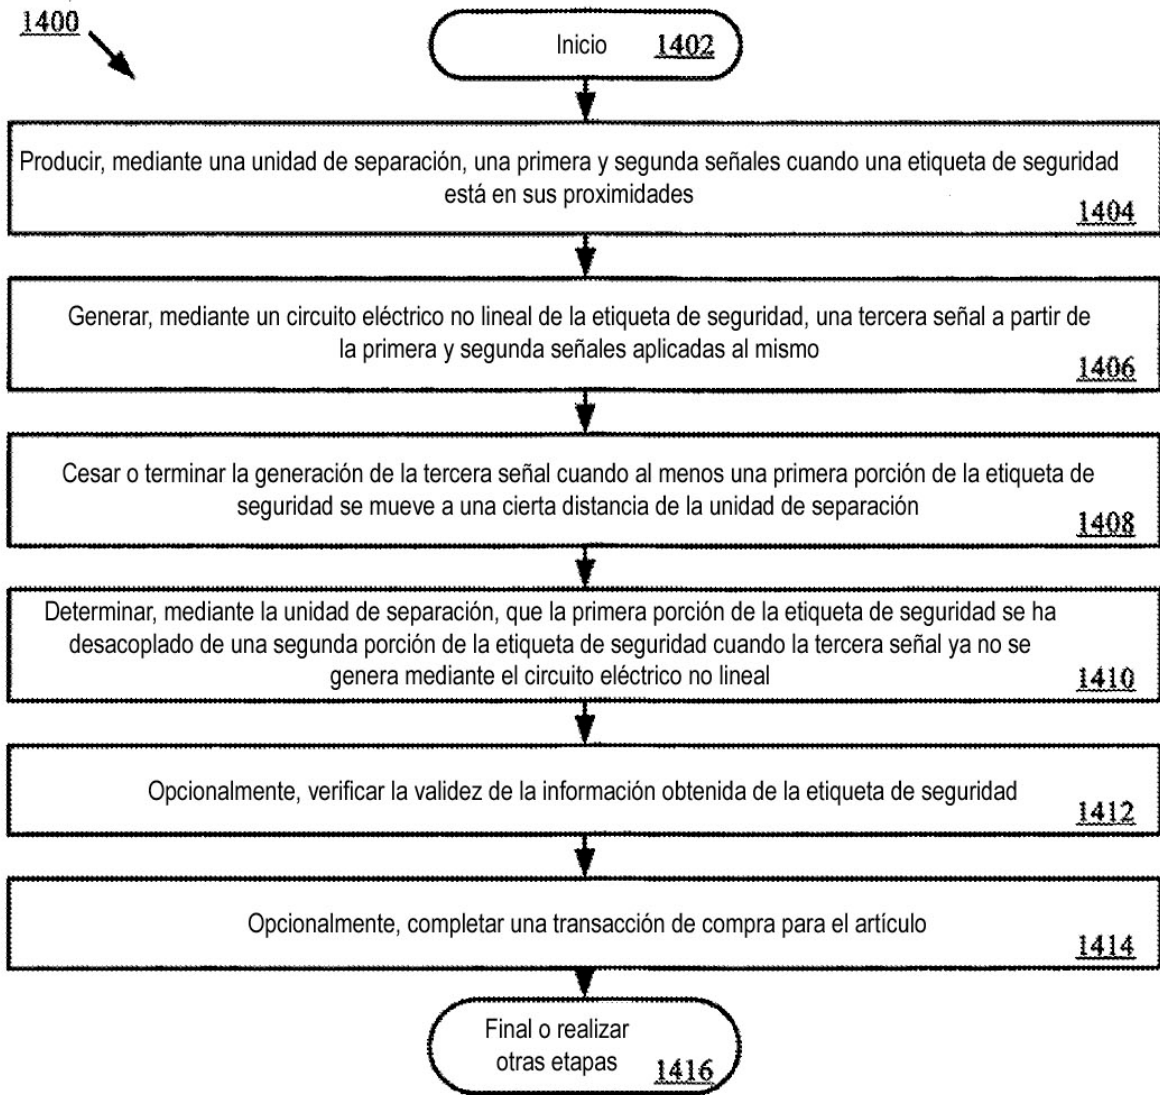 1400
Inicio 1402
Producir, mediante una unidad de separación, una primera y segunda señales cuando una etiqueta de seguridad
está en sus proximidades
1404
Generar, mediante un circuito eléctrico no lineal de la etiqueta de seguridad, una tercera señal a partir de
la primera y segunda señales aplicadas al mismo
1406
Cesar o terminar la generación de la tercera señal cuando al menos una primera porción de la etiqueta de
seguridad se mueve a una cierta distancia de la unidad de separación
1408
Determinar, mediante la unidad de separación, que la primera porción de la etiqueta de seguridad se ha
desacoplado de una segunda porción de la etiqueta de seguridad cuando la tercera señal ya no se
genera mediante el circuito eléctrico no lineal
1410
Opcionalmente, verificar la validez de la información obtenida de la etiqueta de seguridad
1412
Opcionalmente, completar una transacción de compra para el artículo
1414
Final o realizar
otras etapas
1416